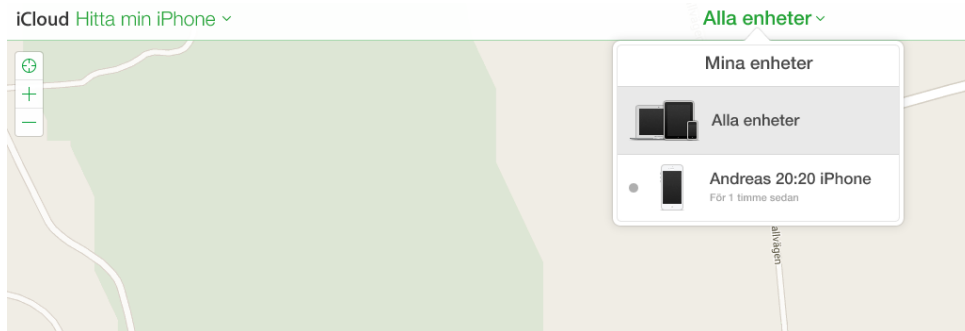 iCloud Hitta min iPhone
Alla enheter
Mina enheter
Alla enheter
Andreas 20:20 iPhone
För 1 timme sedan
allvägen